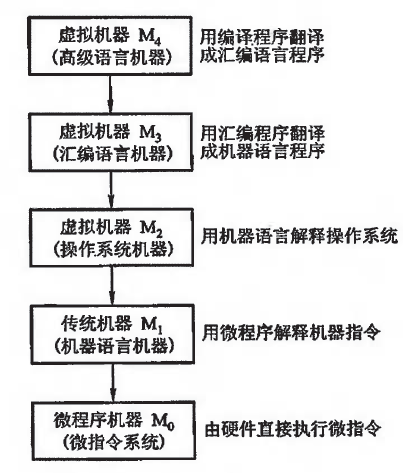 虚拟机器 M₄
(高级语言机器)
用编译程序翻译
成汇编语言程序
虚拟机器 M₃
(汇编语言机器)
用汇编程序翻译
成机器语言程序
虚拟机器 M₂
(操作系统机器)
用机器语言解释操作系统
传统机器 M₁
(机器语言机器)
用微程序解释机器指令
微程序机器 M₀
(微指令系统)
由硬件直接执行微指令